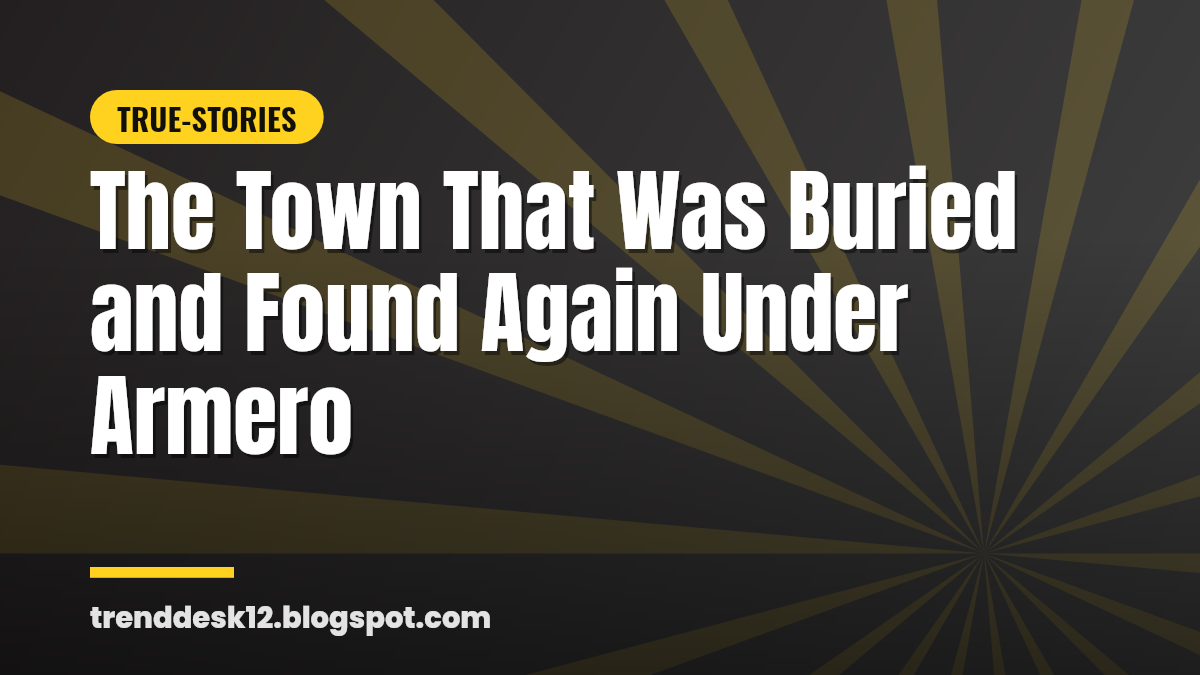 TRUE-STORIES
The Town That Was Buried
and Found Again Under
Armero
trenddesk12.blogspot.com